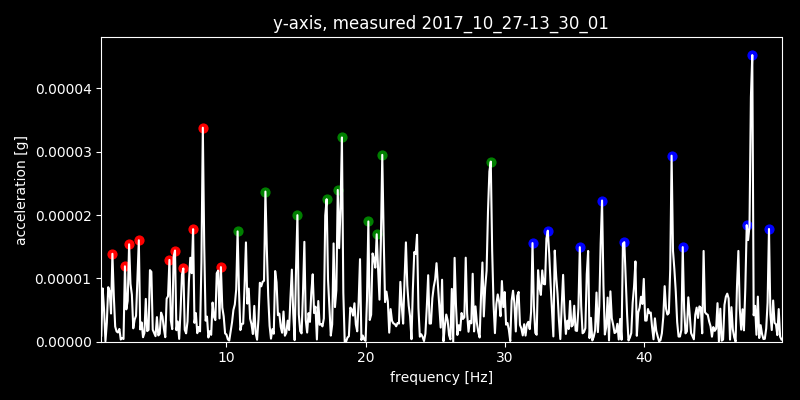 y-axis, measured 2017_10_27-13_30_01
0.00004
0.00003
0.00002
0.00001
0.00000
acceleration [g]
10 20 30 40
frequency [Hz]